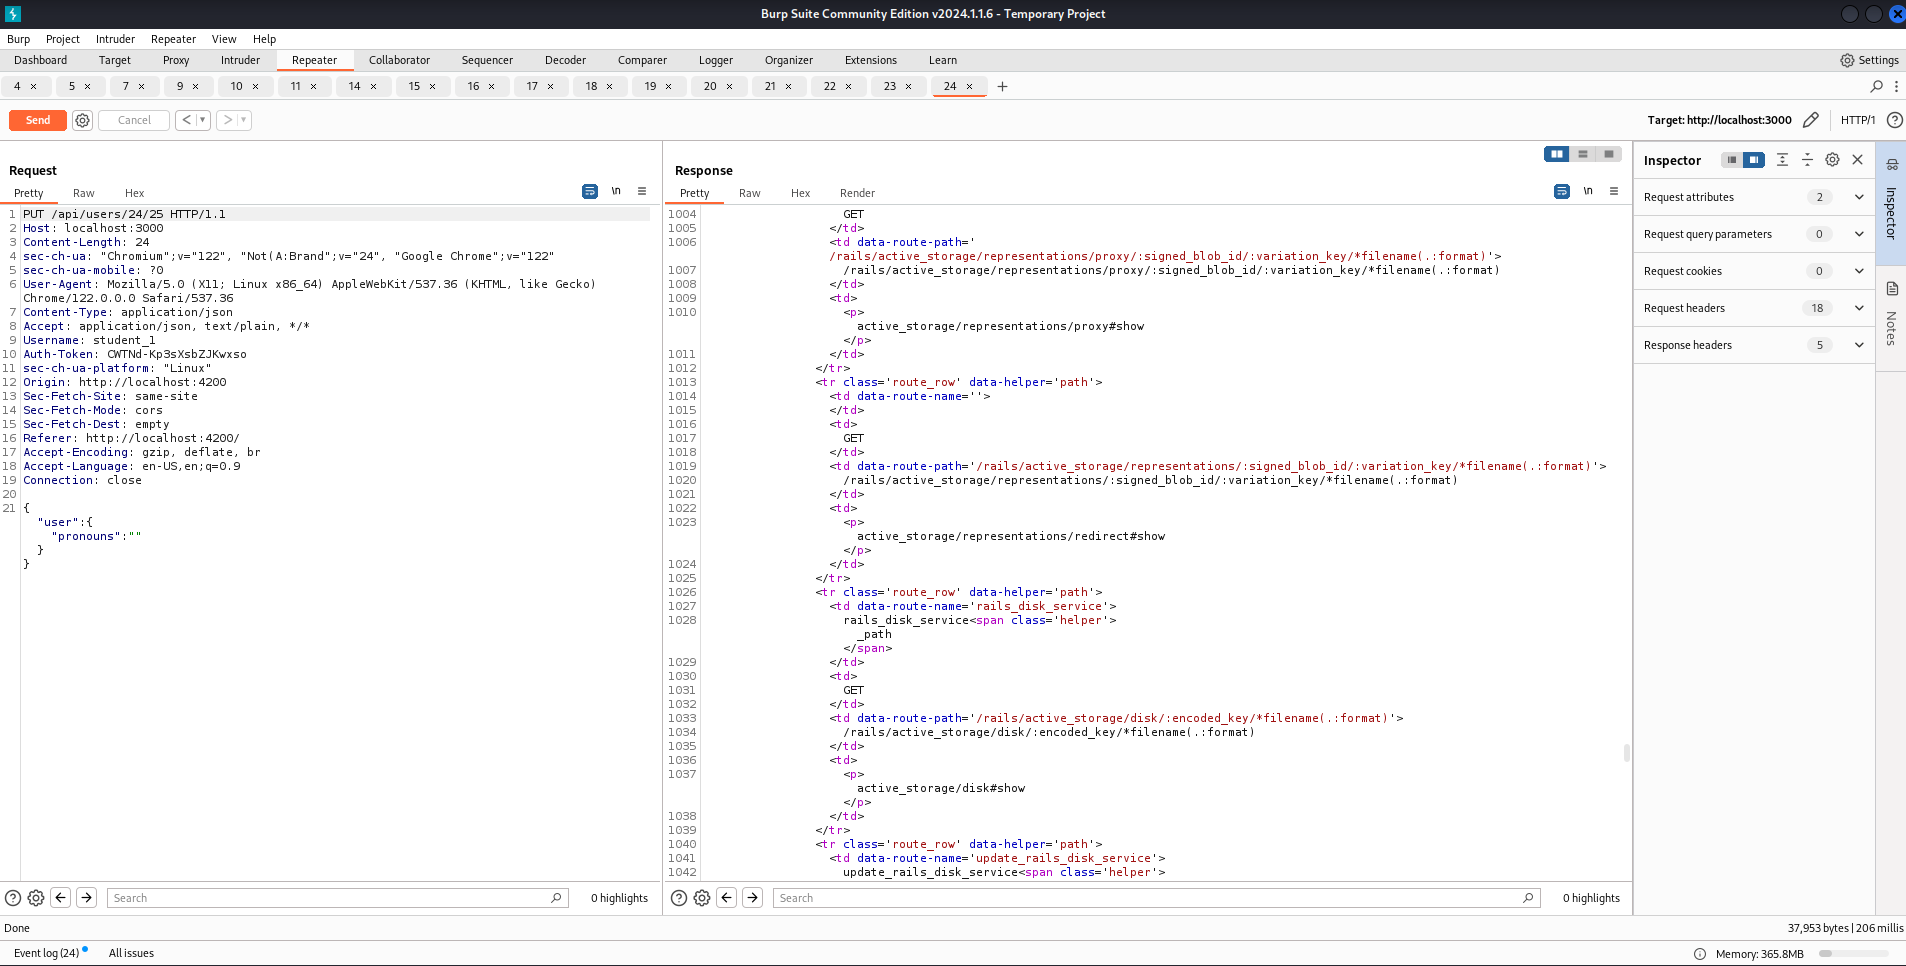 Burp Suite Community Edition v2024.1.1.6 - Temporary Project
Burp Project Intruder Repeater View Help
Dashboard Target Proxy Intruder Repeater Collaborator Sequencer Decoder Comparer Logger Organizer Extensions Learn Settings
4 × 5 × 7 × 9 × 10 × 11 × 14 × 15 × 16 × 17 × 18 × 19 × 20 × 21 × 22 × 23 × 24 × +
Send Cancel < > Target: http://localhost:3000 HTTP/1
Request
Pretty Raw Hex \n
1 PUT /api/users/24/25 HTTP/1.1
2 Host: localhost:3000
3 Content-Length: 24
4 sec-ch-ua: "Chromium";v="122", "Not(A:Brand";v="24", "Google Chrome";v="122"
5 sec-ch-ua-mobile: ?0
6 User-Agent: Mozilla/5.0 (X11; Linux x86_64) AppleWebKit/537.36 (KHTML, like Gecko)
Chrome/122.0.0.0 Safari/537.36
7 Content-Type: application/json
8 Accept: application/json, text/plain, */*
9 Username: student_1
10 Auth-Token: CWTNd-Kp3sXsbZJKwxso
11 sec-ch-ua-platform: "Linux"
12 Origin: http://localhost:4200
13 Sec-Fetch-Site: same-site
14 Sec-Fetch-Mode: cors
15 Sec-Fetch-Dest: empty
16 Referer: http://localhost:4200/
17 Accept-Encoding: gzip, deflate, br
18 Accept-Language: en-US,en;q=0.9
19 Connection: close
20
21 {
"user":{
"pronouns":""
}
}
Search 0 highlights
Response
Pretty Raw Hex Render \n
1004 GET
1005 </td>
1006 <td data-route-path='
/rails/active_storage/representations/proxy/:signed_blob_id/:variation_key/*filename(.:format)'>
1007 /rails/active_storage/representations/proxy/:signed_blob_id/:variation_key/*filename(.:format)
1008 </td>
1009 <td>
1010 <p>
active_storage/representations/proxy#show
</p>
1011 </td>
1012 </tr>
1013 <tr class='route_row' data-helper='path'>
1014 <td data-route-name=''>
1015 </td>
1016 <td>
1017 GET
1018 </td>
1019 <td data-route-path='/rails/active_storage/representations/:signed_blob_id/:variation_key/*filename(.:format)'>
1020 /rails/active_storage/representations/:signed_blob_id/:variation_key/*filename(.:format)
1021 </td>
1022 <td>
1023 <p>
active_storage/representations/redirect#show
</p>
1024 </td>
1025 </tr>
1026 <tr class='route_row' data-helper='path'>
1027 <td data-route-name='rails_disk_service'>
1028 rails_disk_service<span class='helper'>
_path
</span>
1029 </td>
1030 <td>
1031 GET
1032 </td>
1033 <td data-route-path='/rails/active_storage/disk/:encoded_key/*filename(.:format)'>
1034 /rails/active_storage/disk/:encoded_key/*filename(.:format)
1035 </td>
1036 <td>
1037 <p>
active_storage/disk#show
</p>
1038 </td>
1039 </tr>
1040 <tr class='route_row' data-helper='path'>
1041 <td data-route-name='update_rails_disk_service'>
1042 update_rails_disk_service<span class='helper'>
Search 0 highlights
Inspector
Request attributes 2
Request query parameters 0
Request cookies 0
Request headers 18
Response headers 5
Inspector
Notes
Done 37,953 bytes | 206 millis
Event log (24) All issues Memory: 365.8MB